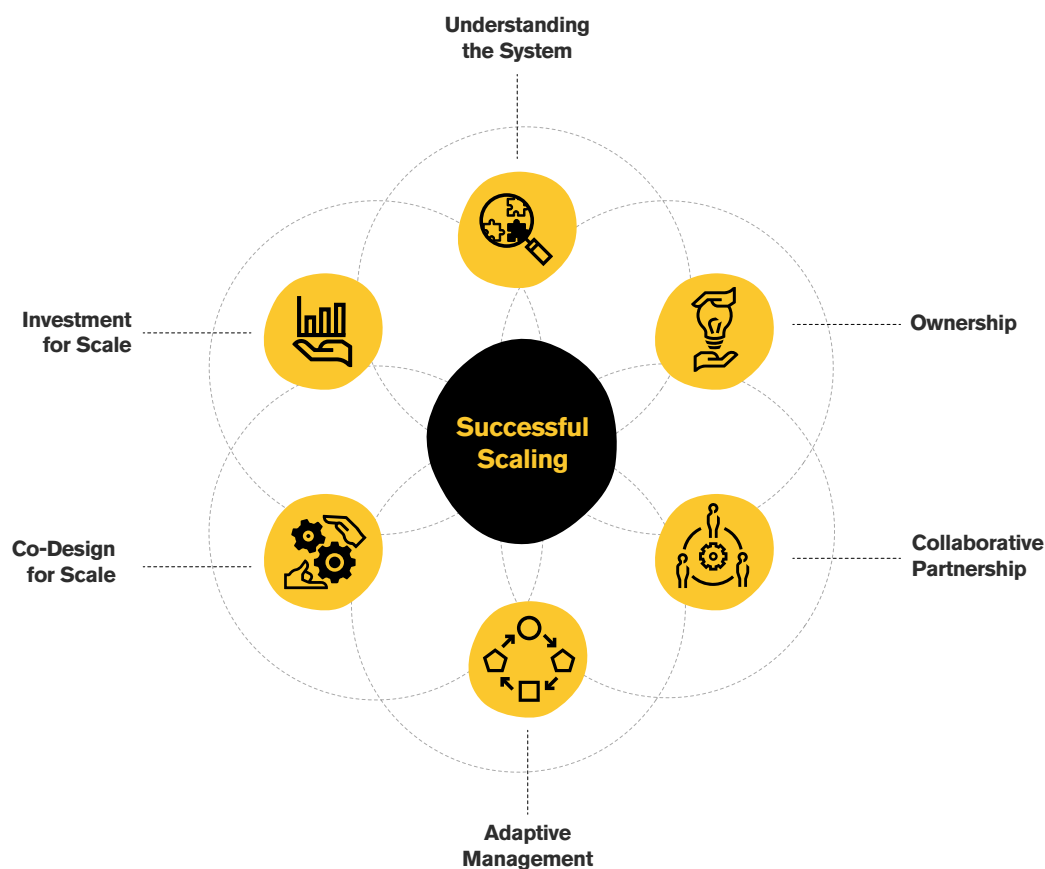 Understanding
the System
Investment
for Scale
Ownership
Successful
Scaling
Co-Design
for Scale
Collaborative
Partnership
Adaptive
Management